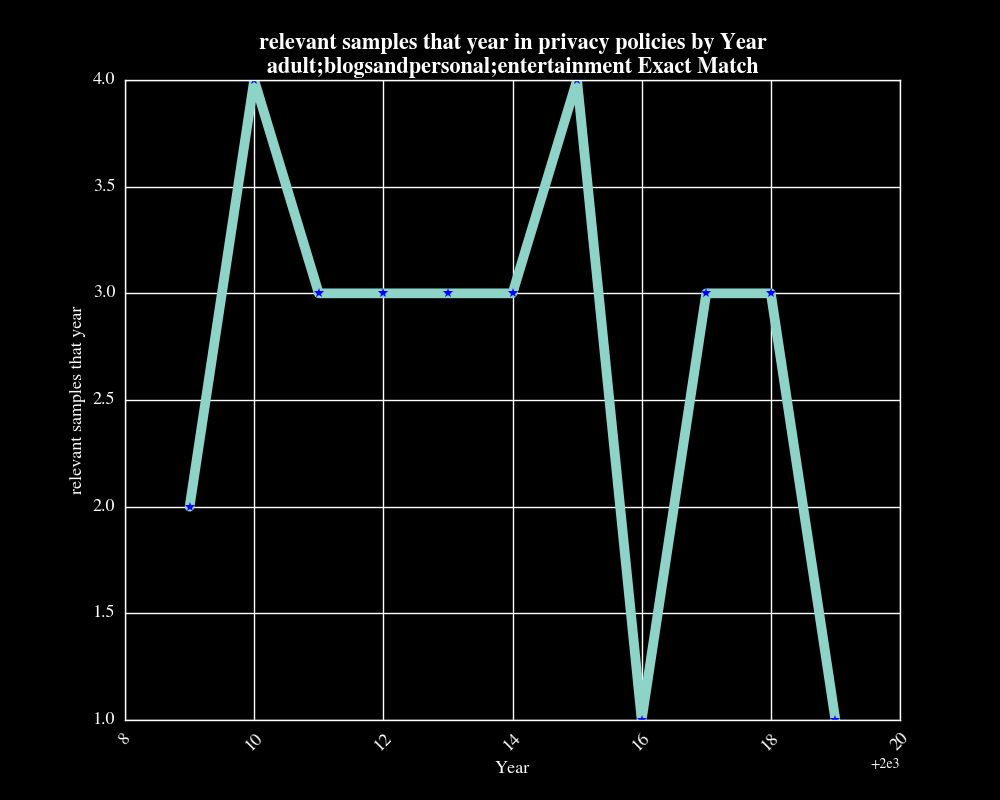 relevant samples that year in privacy policies by Year
adult;blogsandpersonal;entertainment Exact Match
4.0
3.5
3.0
2.5
2.0
1.5
1.0
relevant samples that year
8
10
12
14
16
18
20
Year
+2e3